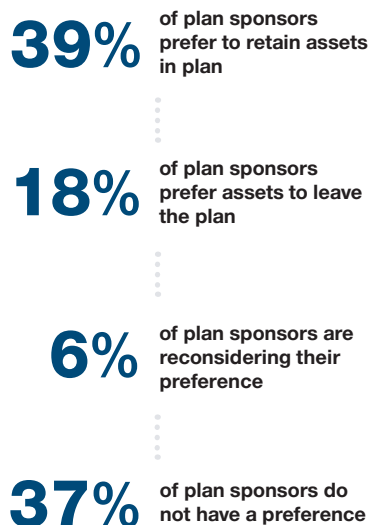 39%
of plan sponsors
prefer to retain assets
in plan
18%
of plan sponsors
prefer assets to leave
the plan
6%
of plan sponsors are
reconsidering their
preference
37%
of plan sponsors do
not have a preference